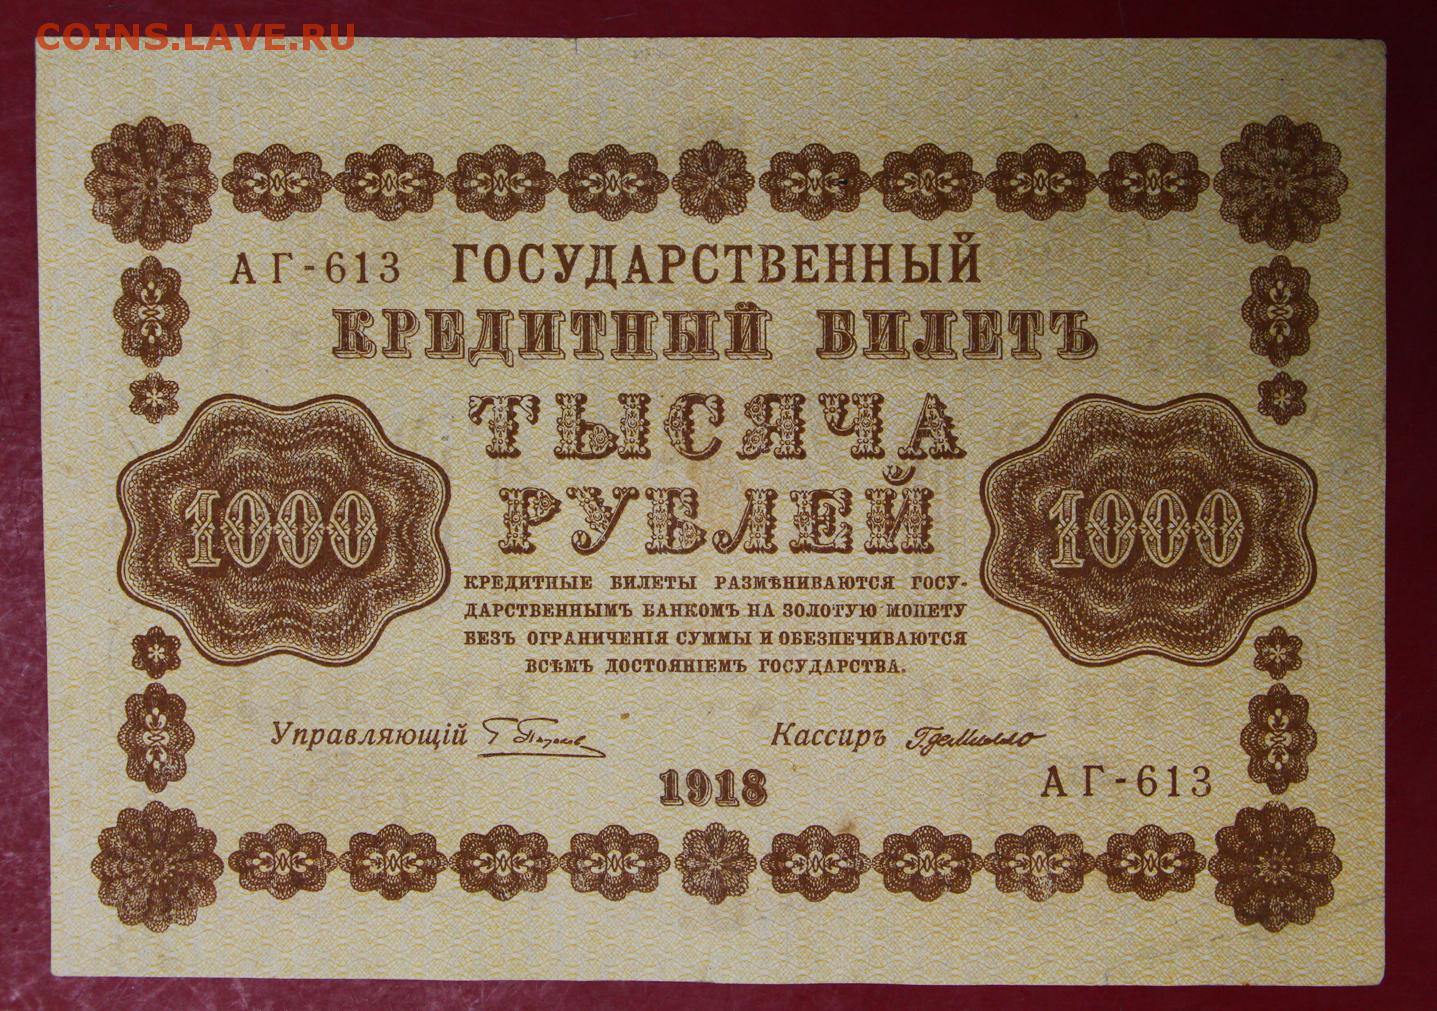 COINS.LAVE.RU
АГ-613 ГОСУДАРСТВЕННЫЙ
КРЕДИТНЫЙ БИЛЕТЪ
ТЫСЯЧА
РУБЛЕЙ
1000 1000
КРЕДИТНЫЕ БИЛЕТЫ РАЗМѢНИВАЮТСЯ ГОСУ-
ДАРСТВЕННЫМЪ БАНКОМЪ НА ЗОЛОТУЮ МОНЕТУ
БЕЗЪ ОГРАНИЧЕНІЯ СУММЫ И ОБЕЗПЕЧИВАЮТСЯ
ВСѢМЪ ДОСТОЯНІЕМЪ ГОСУДАРСТВА.
Управляющій Кассиръ
1918
АГ-613